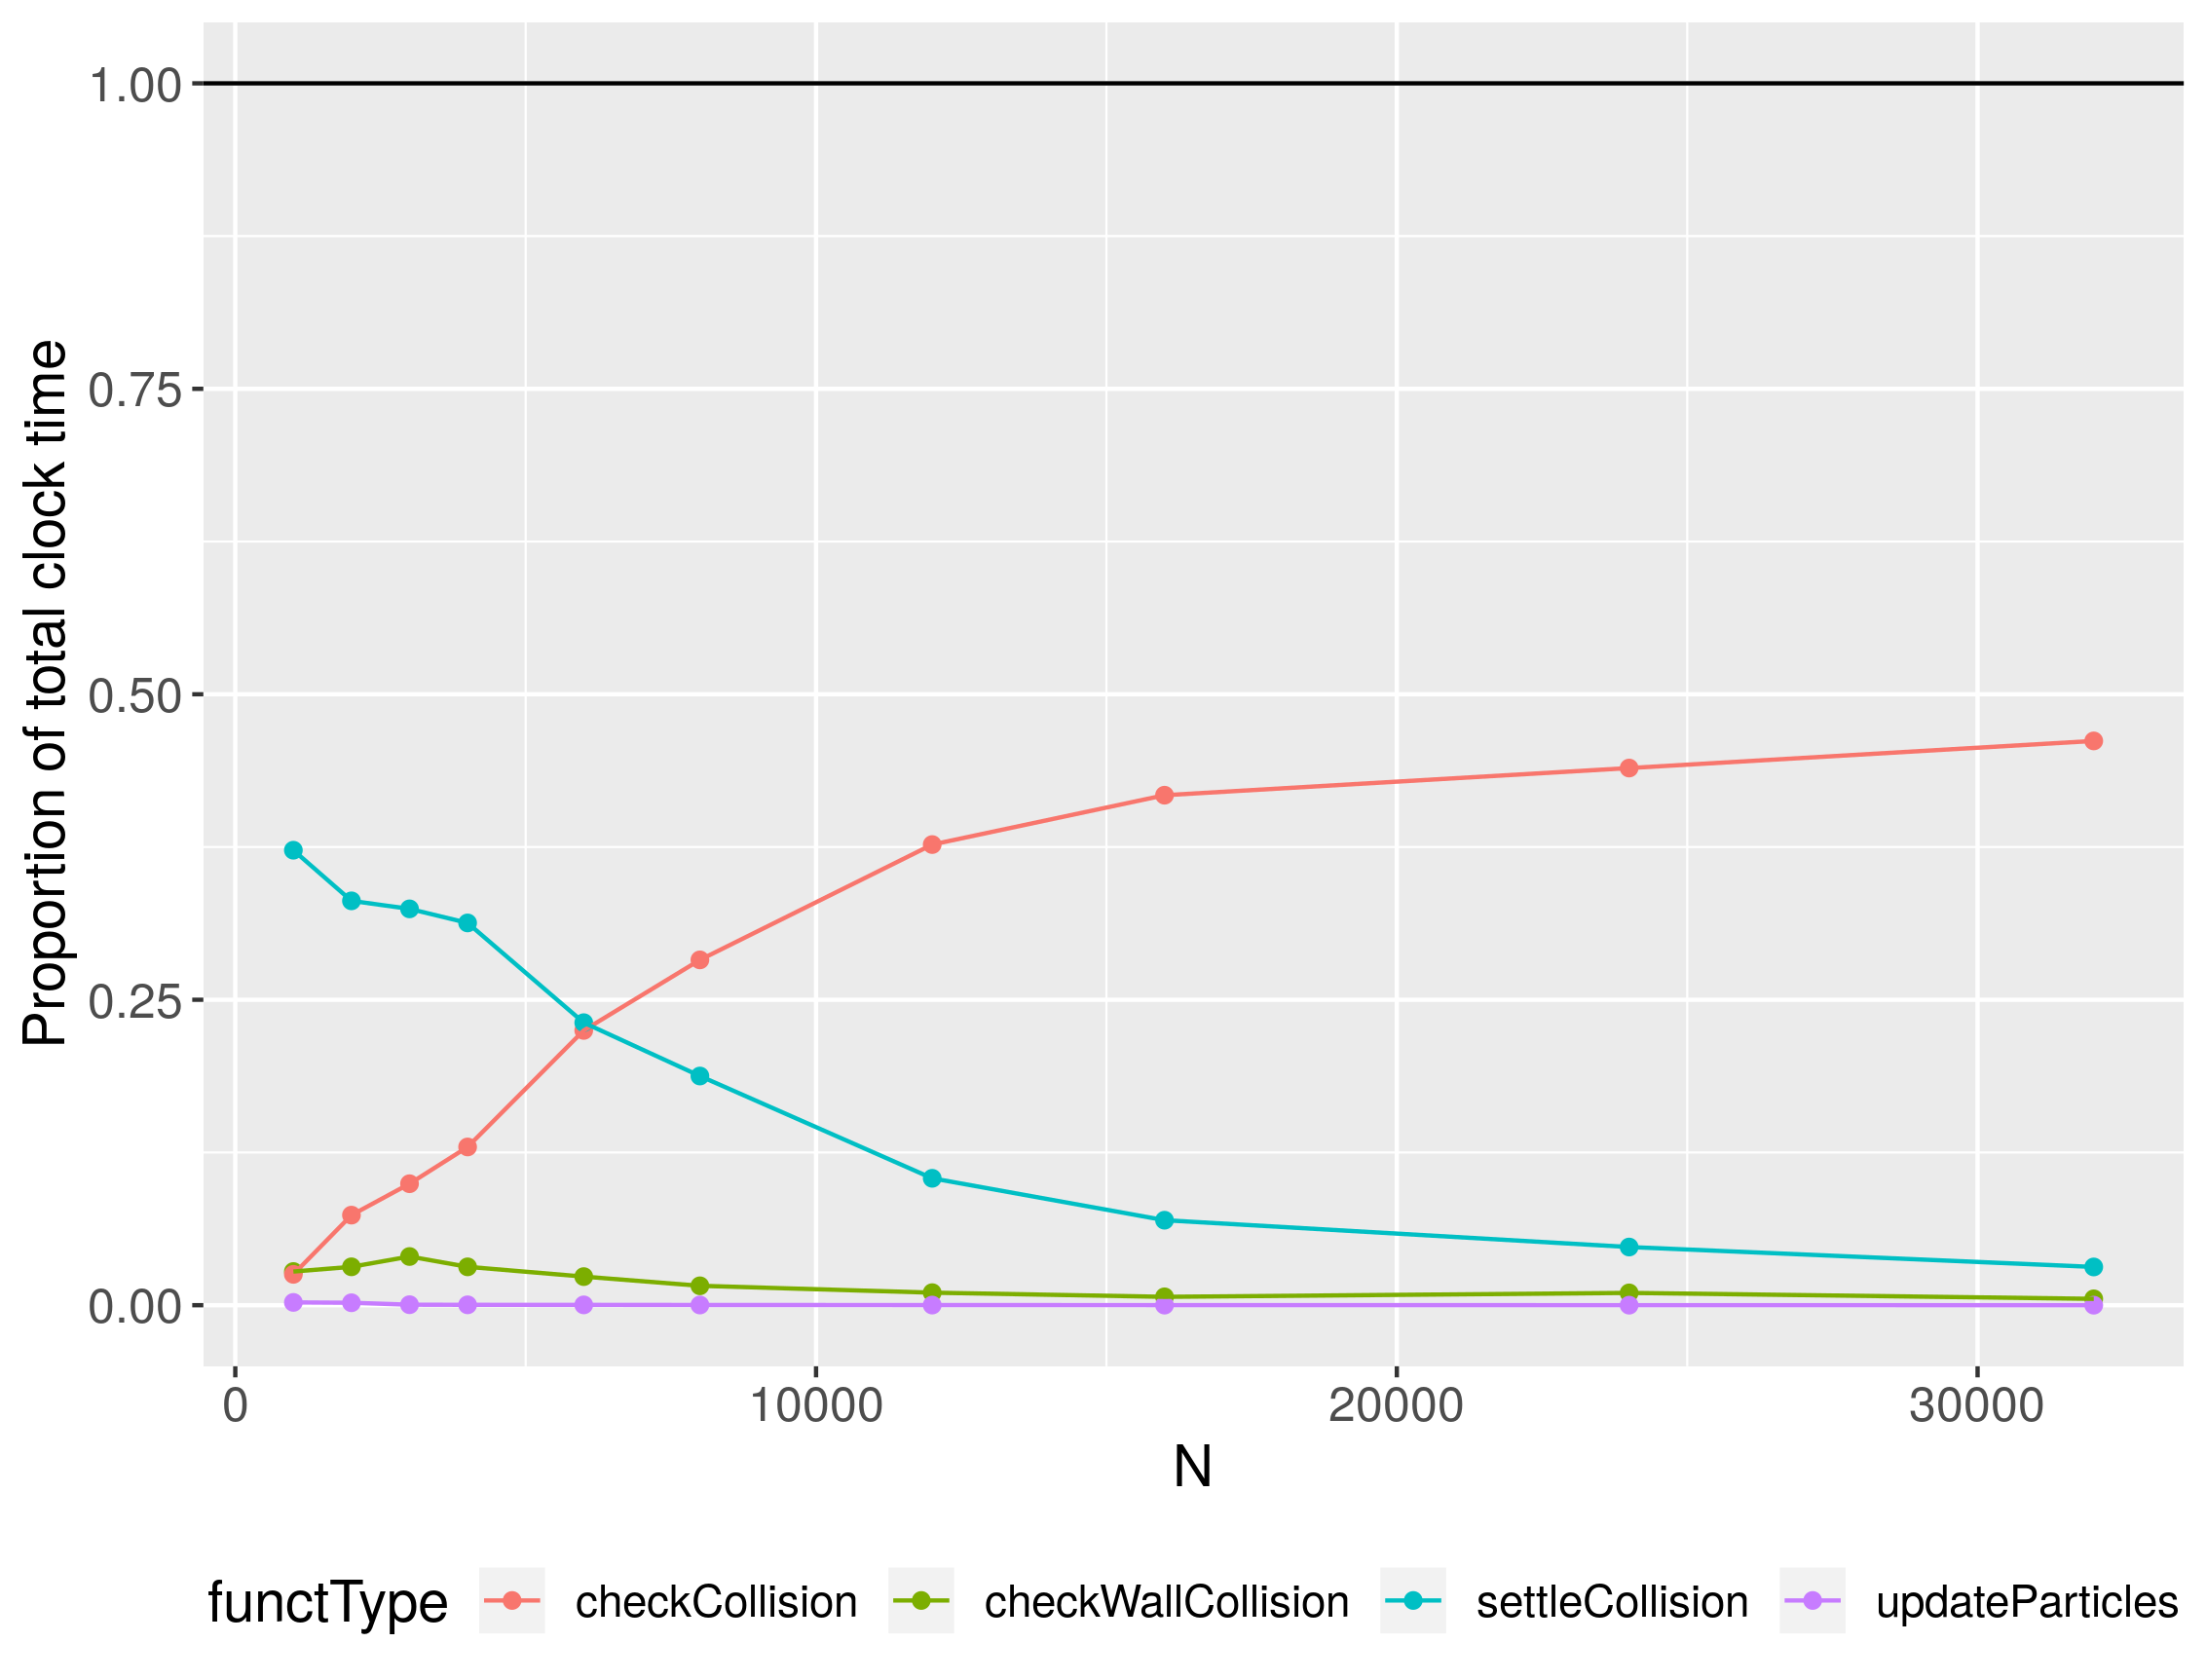 Proportion of total clock time
1.00
0.75
0.50
0.25
0.00
0 10000 20000 30000
N
functType checkCollision checkWallCollision settleCollision updateParticles